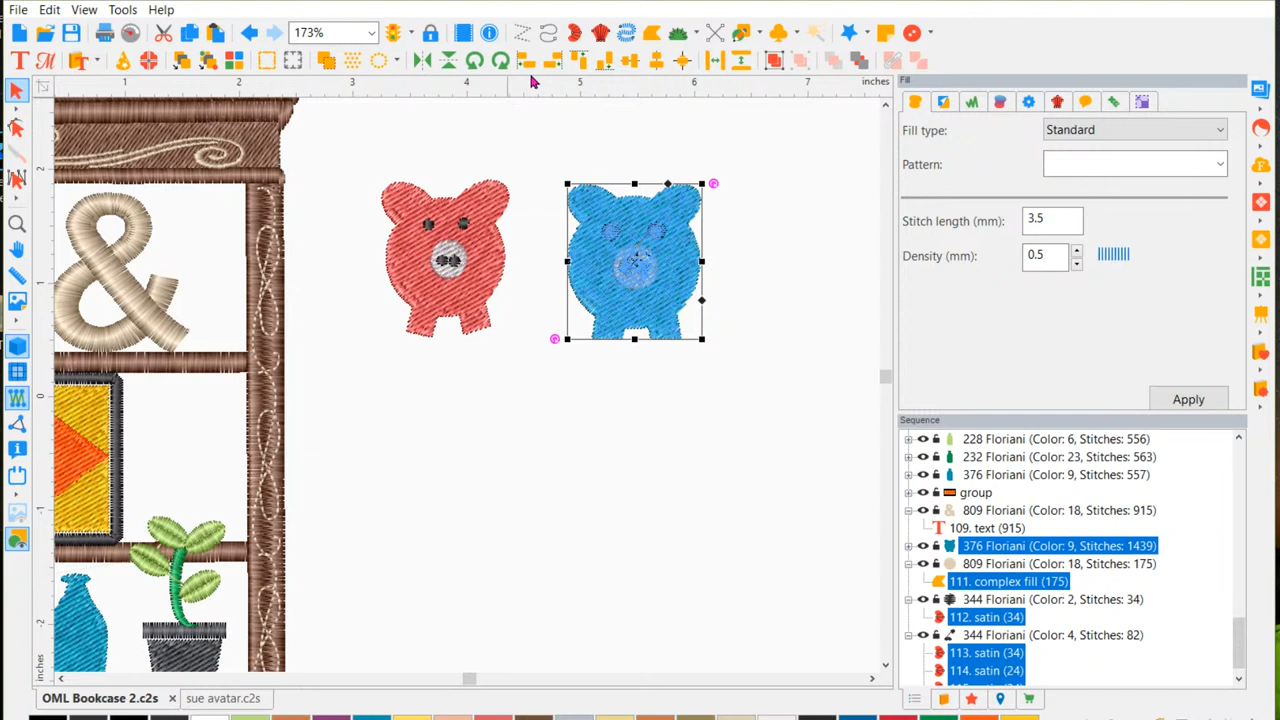 File Edit View Tools Help
173%
T M
1 3 4 5 6 7 inches
2
1
0
-1
-2
inches
&
Fill
Fill type: Standard
Pattern:
Stitch length (mm): 3.5
Density (mm): 0.5
Apply
Sequence
228 Floriani (Color: 6, Stitches: 556)
232 Floriani (Color: 23, Stitches: 563)
376 Floriani (Color: 9, Stitches: 557)
group
809 Floriani (Color: 18, Stitches: 915)
T 109. text (915)
376 Floriani (Color: 9, Stitches: 1439)
809 Floriani (Color: 18, Stitches: 175)
111. complex fill (175)
344 Floriani (Color: 2, Stitches: 34)
112. satin (34)
344 Floriani (Color: 4, Stitches: 82)
113. satin (34)
114. satin (24)
OML Bookcase 2.c2s sue avatar.c2s